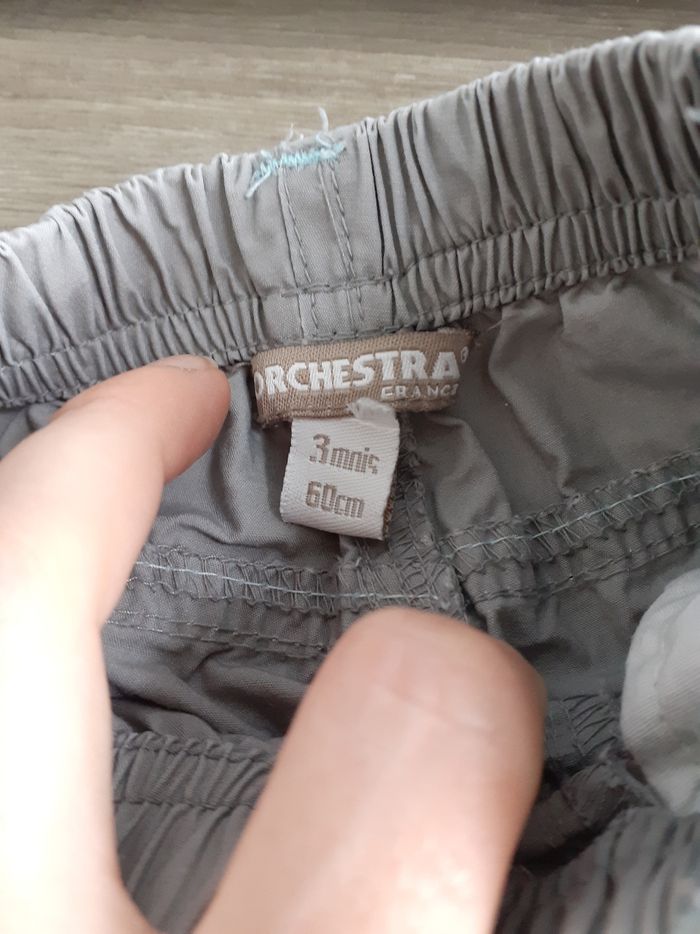 ORCHESTRA®
FRANCE
3 mois
60cm